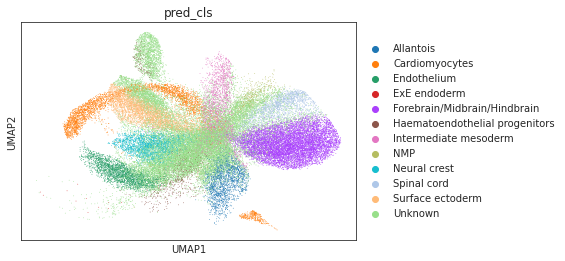 pred_cls
UMAP2
UMAP1
Allantois
Cardiomyocytes
Endothelium
ExE endoderm
Forebrain/Midbrain/Hindbrain
Haematoendothelial progenitors
Intermediate mesoderm
NMP
Neural crest
Spinal cord
Surface ectoderm
Unknown